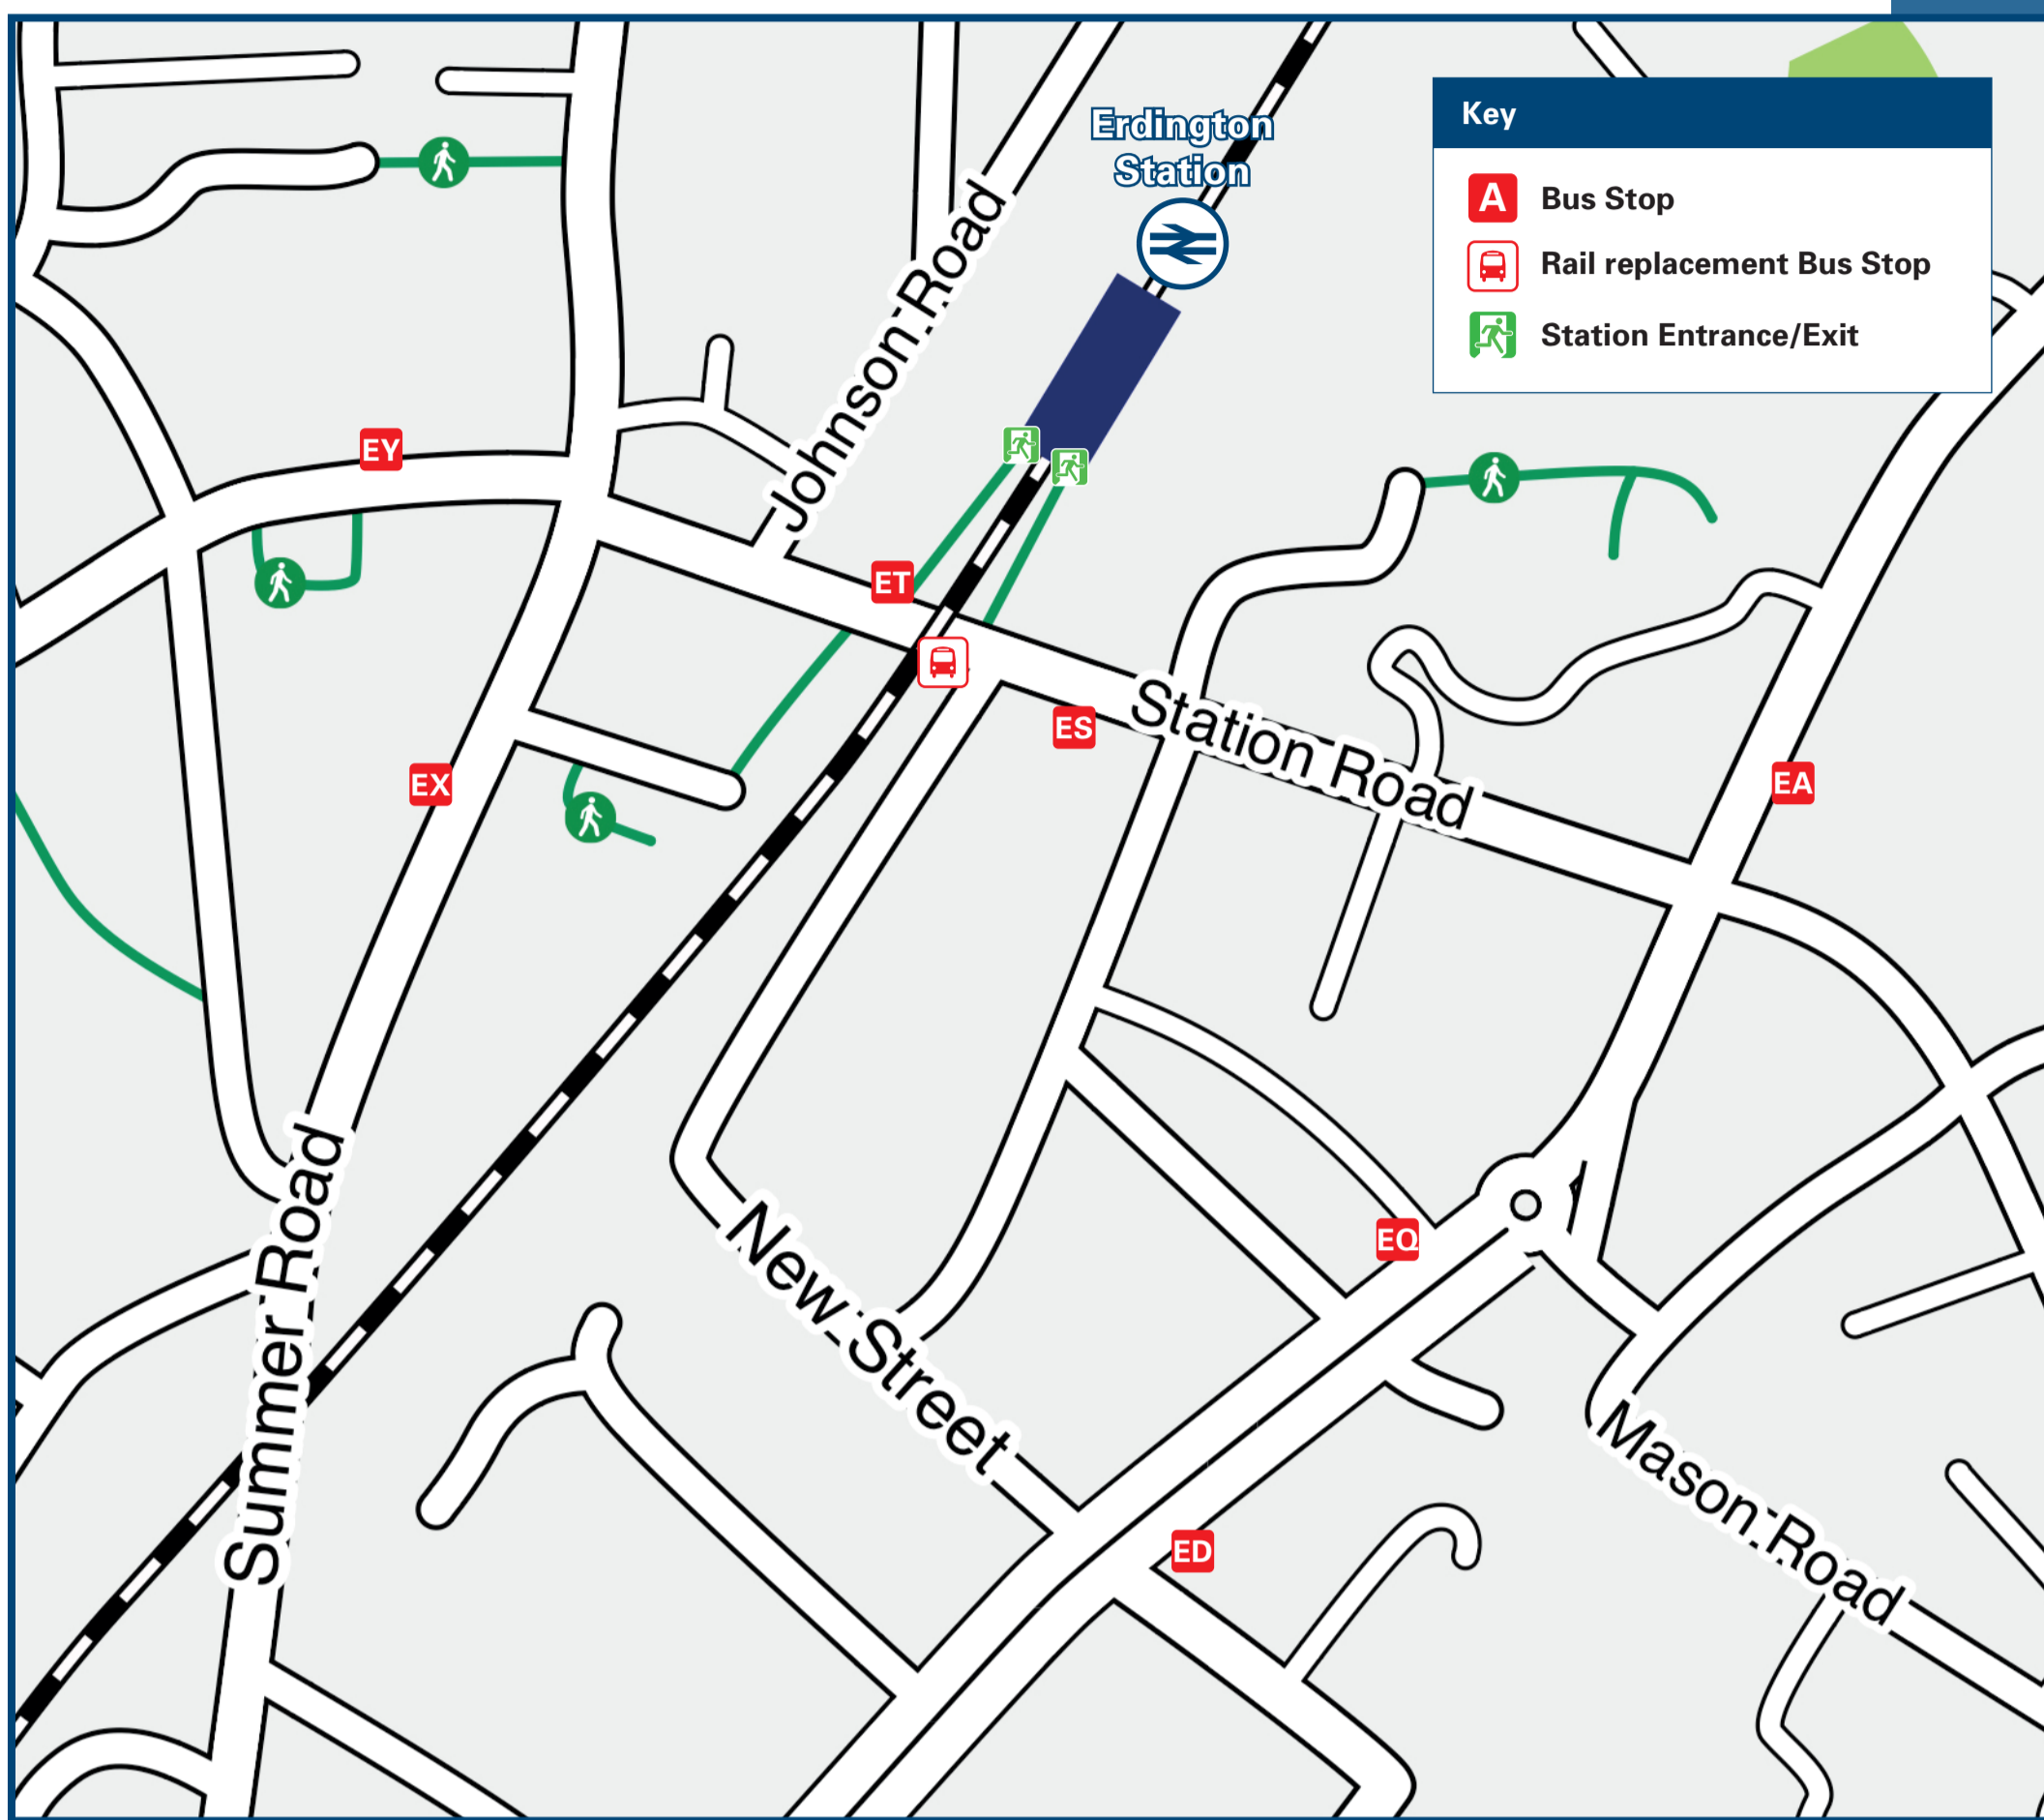 Erdington
Station
Key
A Bus Stop
Rail replacement Bus Stop
Station Entrance/Exit
Johnson Road
EY
ET
ES
Station Road
EX
EA
Summer Road
New Street
EQ
Mason Road
ED